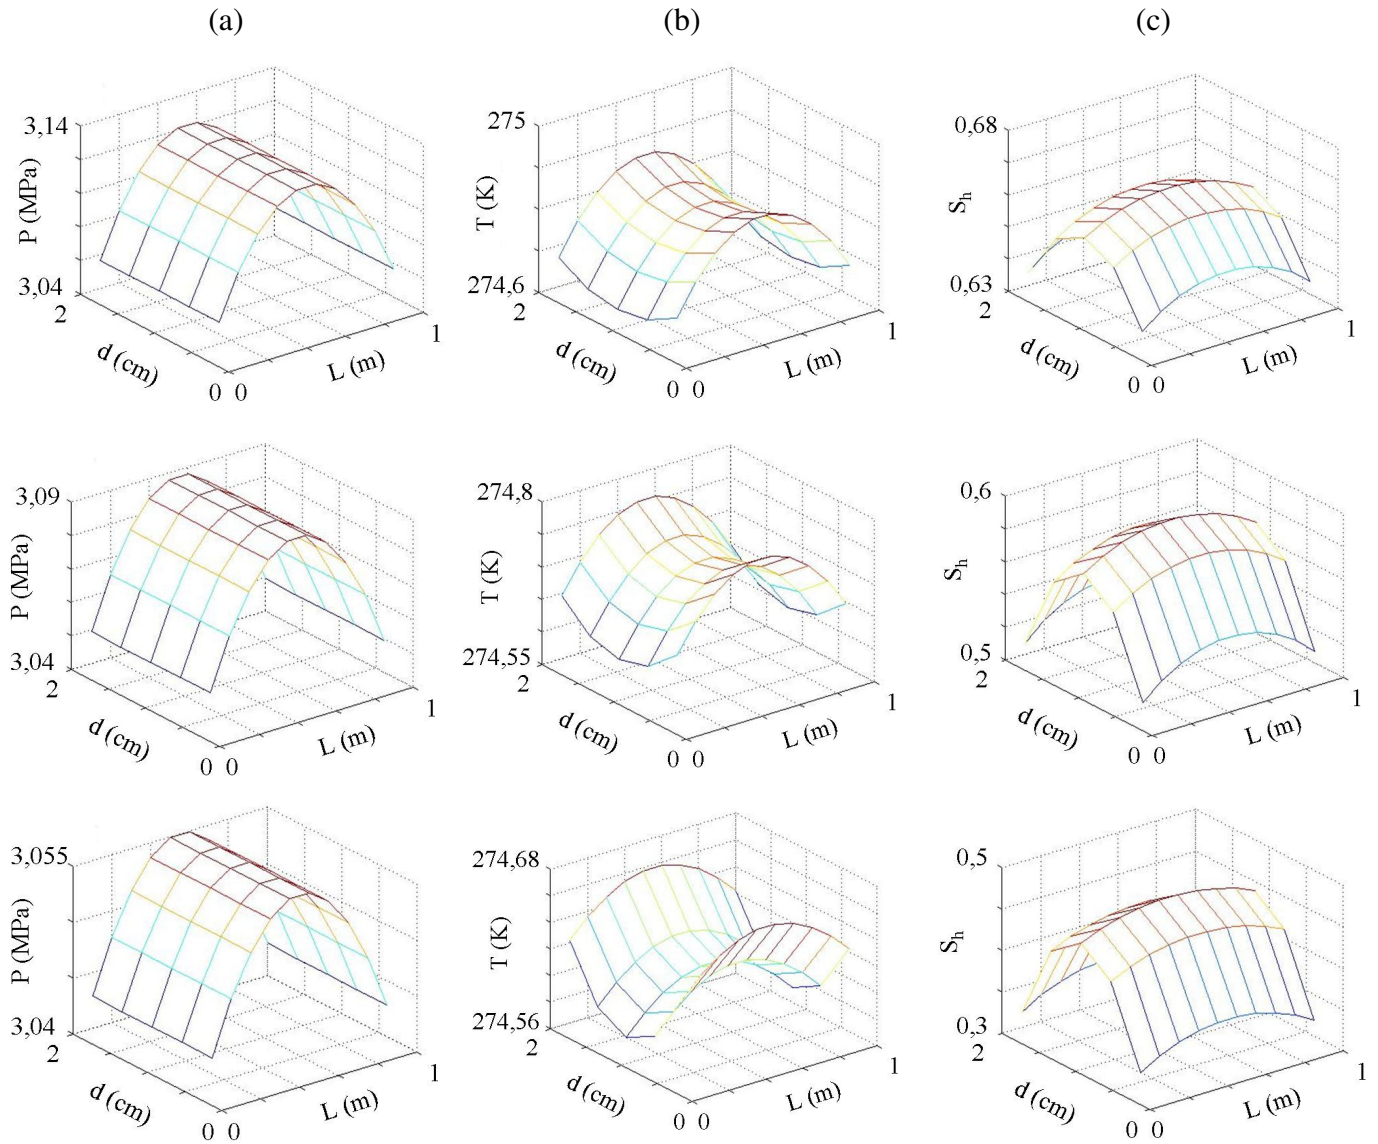 (a) (b) (c)
3,14
P (MPa)
3,04
2
d (cm)
0 0
L (m)
1
275
T (K)
274,6
2
d (cm)
0 0
L (m)
1
0,68
Sh
0,63
2
d (cm)
0 0
L (m)
1
3,09
P (MPa)
3,04
2
d (cm)
0 0
L (m)
1
274,8
T (K)
274,55
2
d (cm)
0 0
L (m)
1
0,6
Sh
0,5
2
d (cm)
0 0
L (m)
1
3,055
P (MPa)
3,04
2
d (cm)
0 0
L (m)
1
274,68
T (K)
274,56
2
d (cm)
0 0
L (m)
1
0,5
Sh
0,3
2
d (cm)
0 0
L (m)
1